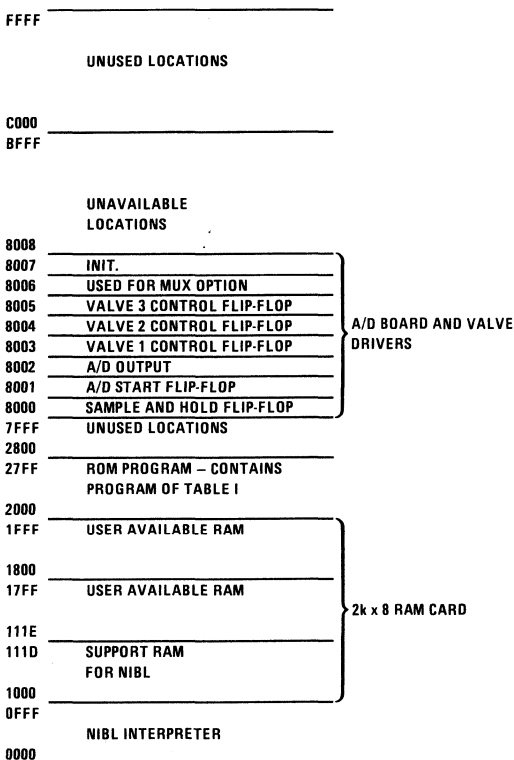 FFFF
UNUSED LOCATIONS
C000
BFFF
UNAVAILABLE
LOCATIONS
8008
8007 INIT.
8006 USED FOR MUX OPTION
8005 VALVE 3 CONTROL FLIP-FLOP
8004 VALVE 2 CONTROL FLIP-FLOP
8003 VALVE 1 CONTROL FLIP-FLOP
8002 A/D OUTPUT
8001 A/D START FLIP-FLOP
8000 SAMPLE AND HOLD FLIP-FLOP
A/D BOARD AND VALVE
DRIVERS
7FFF UNUSED LOCATIONS
2800
27FF ROM PROGRAM – CONTAINS
PROGRAM OF TABLE I
2000
1FFF USER AVAILABLE RAM
1800
17FF USER AVAILABLE RAM
111E
111D SUPPORT RAM
FOR NIBL
1000
2k x 8 RAM CARD
0FFF
NIBL INTERPRETER
0000